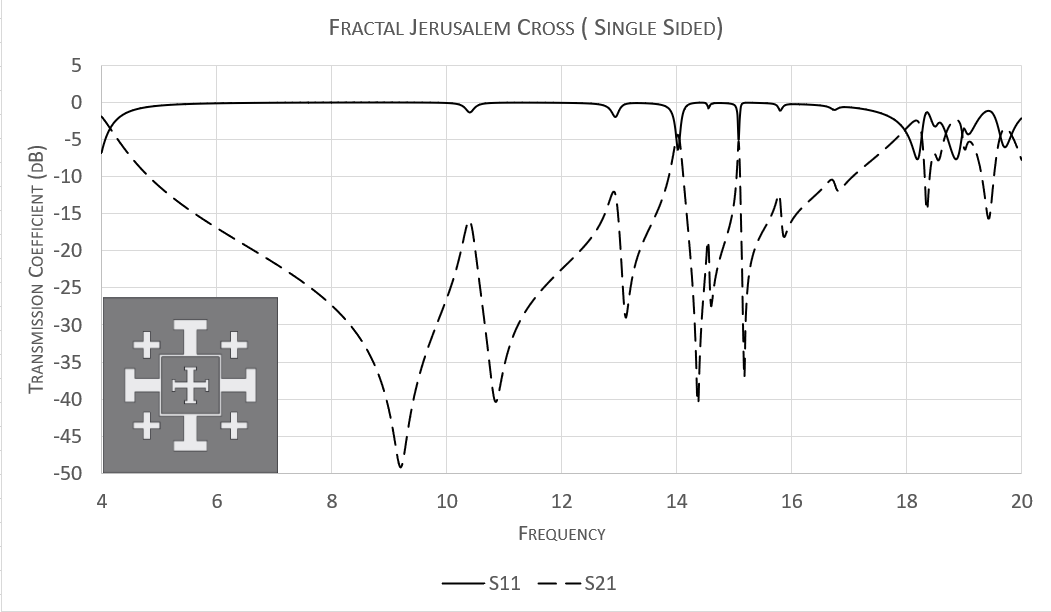 Fractal Jerusalem Cross ( Single Sided)
5
0
-5
-10
-15
-20
-25
-30
-35
-40
-45
-50
Transmission Coefficient (dB)
4 6 8 10 12 14 16 18 20
Frequency
S11 S21